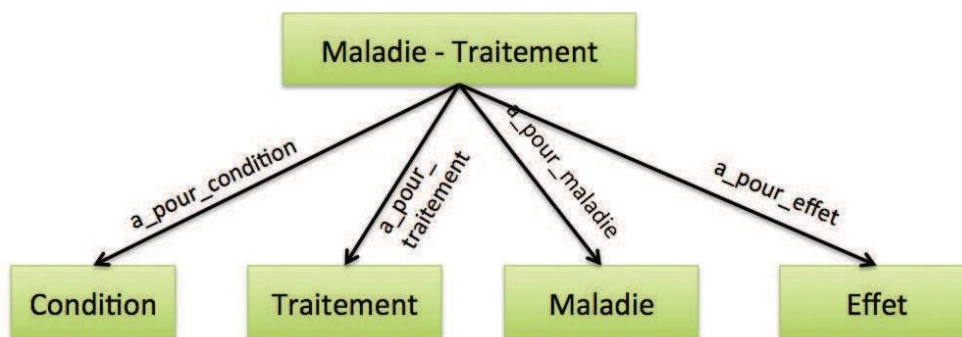 Maladie - Traitement
a_pour_condition
a_pour_
traitement
a_pour_maladie
a_pour_effet
Condition
Traitement
Maladie
Effet